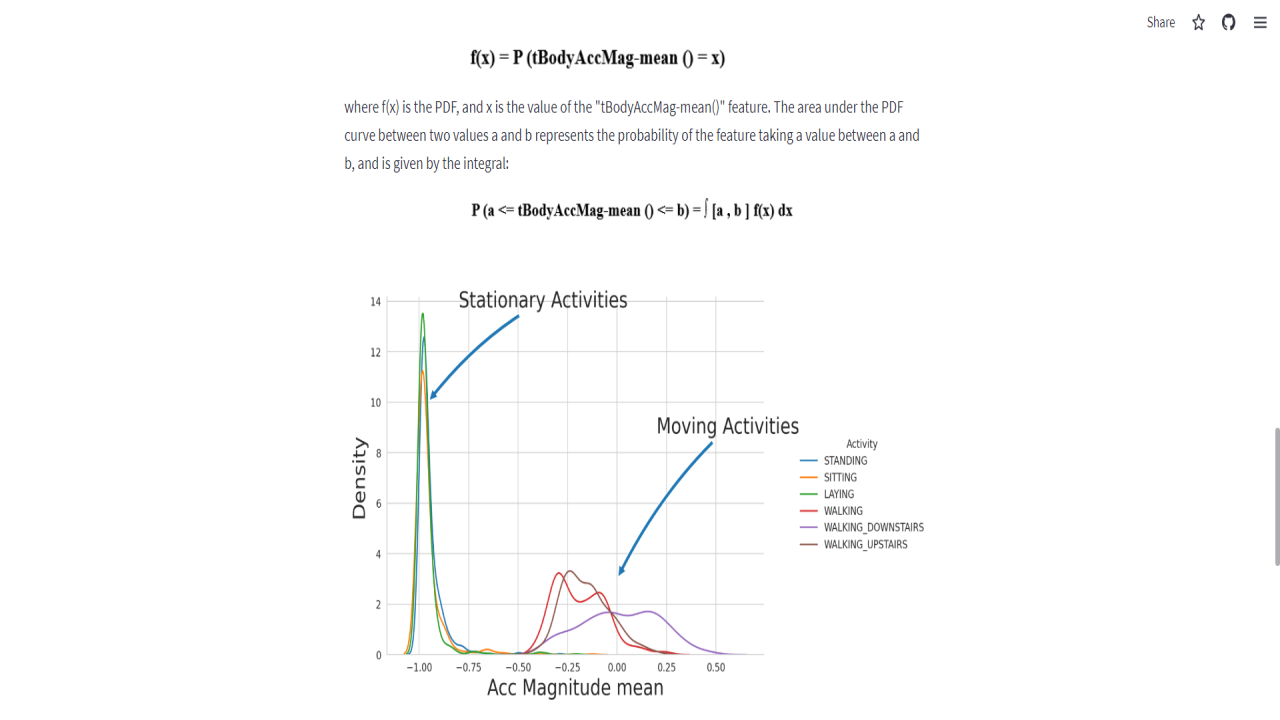 Share
f(x) = P (tBodyAccMag-mean () = x)
where f(x) is the PDF, and x is the value of the "tBodyAccMag-mean()" feature. The area under the PDF
curve between two values a and b represents the probability of the feature taking a value between a and
b, and is given by the integral:
P (a <= tBodyAccMag-mean () <= b) = ∫ [a , b ] f(x) dx
Stationary Activities
Moving Activities
Density
14
12
10
8
6
4
2
0
−1.00 −0.75 −0.50 −0.25 0.00 0.25 0.50
Acc Magnitude mean
Activity
STANDING
SITTING
LAYING
WALKING
WALKING_DOWNSTAIRS
WALKING_UPSTAIRS